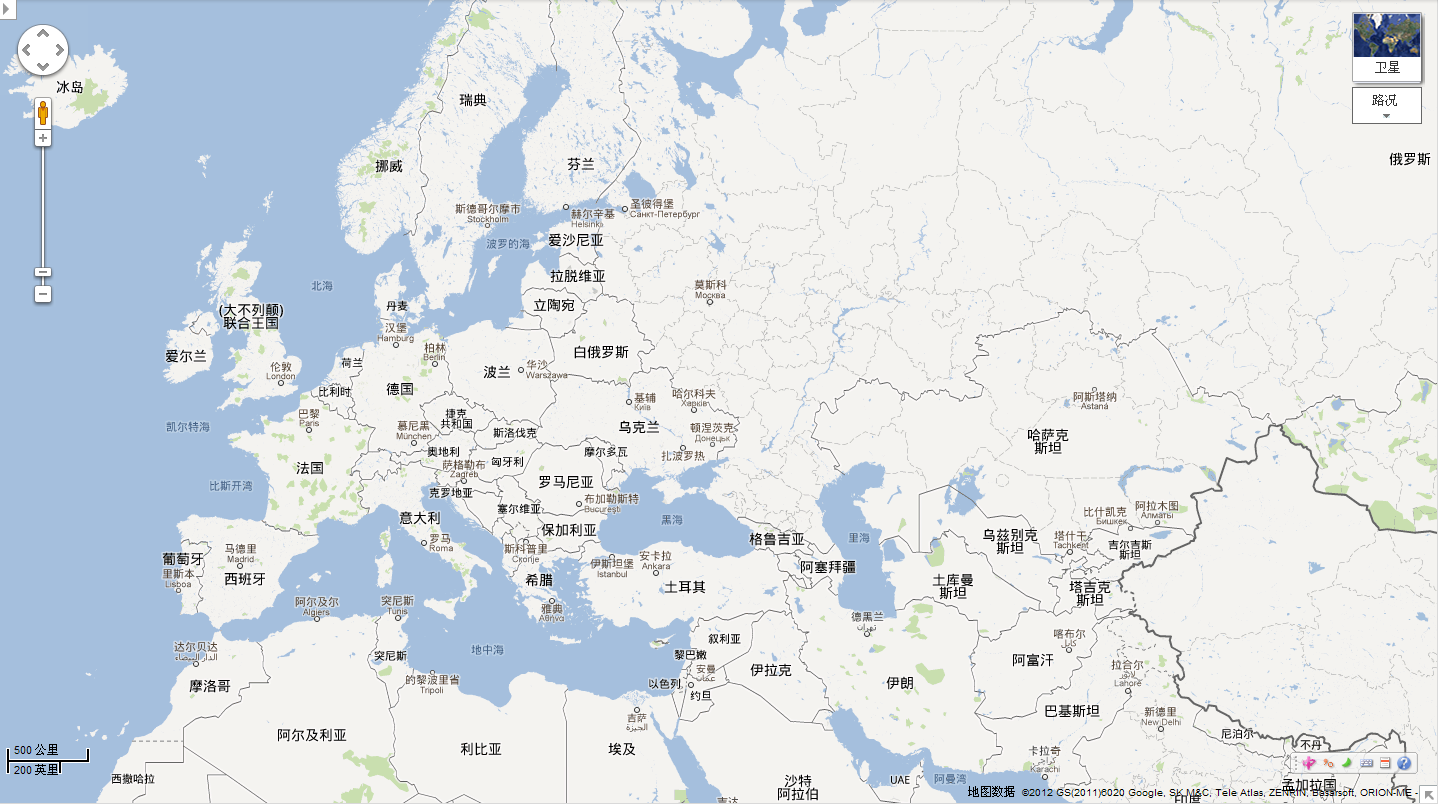 卫星
路况
冰岛
瑞典
俄罗斯
挪威
芬兰
斯德哥尔摩市
Stockholm
赫尔辛基
Helsinki
圣彼得堡
Санкт-Петербург
波罗的海
爱沙尼亚
拉脱维亚
北海
丹麦
立陶宛
莫斯科
Москва
(大不列颠)
联合王国
汉堡
Hamburg
爱尔兰
柏林
Berlin
白俄罗斯
荷兰
伦敦
London
波兰
华沙
Warszawa
比利时
德国
基辅
Київ
哈尔科夫
Харків
阿斯塔纳
Astana
巴黎
Paris
捷克
共和国
凯尔特海
慕尼黑
München
斯洛伐克
乌克兰
顿涅茨克
Донецьк
哈萨克
斯坦
奥地利
匈牙利
摩尔多瓦
扎波罗热
法国
萨格勒布
Zagreb
罗马尼亚
比斯开湾
克罗地亚
布加勒斯特
București
塞尔维亚
意大利
黑海
保加利亚
阿拉木图
Алматы
比什凯克
Бишкек
葡萄牙
马德里
Madrid
罗马
Roma
斯科普里
Скопје
伊斯坦堡
Istanbul
安卡拉
Ankara
格鲁吉亚
里海
乌兹别克
斯坦
塔什干
Tashkent
吉尔吉斯
斯坦
里斯本
Lisboa
西班牙
希腊
土耳其
阿塞拜疆
土库曼
斯坦
塔吉克
斯坦
阿尔及尔
Algiers
突尼斯
Tunis
雅典
Αθήνα
德黑兰
تهران
达尔贝达
الدار البيضاء
突尼斯
地中海
叙利亚
黎巴嫩
喀布尔
کابل
摩洛哥
的黎波里省
Tripoli
以色列
安曼
عمان
约旦
伊拉克
伊朗
阿富汗
拉合尔
لاہور
Lahore
吉萨
الجيزة
巴基斯坦
新德里
New Delhi
阿尔及利亚
利比亚
埃及
尼泊尔
不丹
500 公里
200 英里
西撒哈拉
沙特
阿拉伯
UAE
阿曼湾
卡拉奇
Karachi
孟加拉国
印度
吉达
地图数据 ©2012 GS(2011)6020 Google, SK M&C, Tele Atlas, ZENRIN, Basarsoft, ORION-ME -